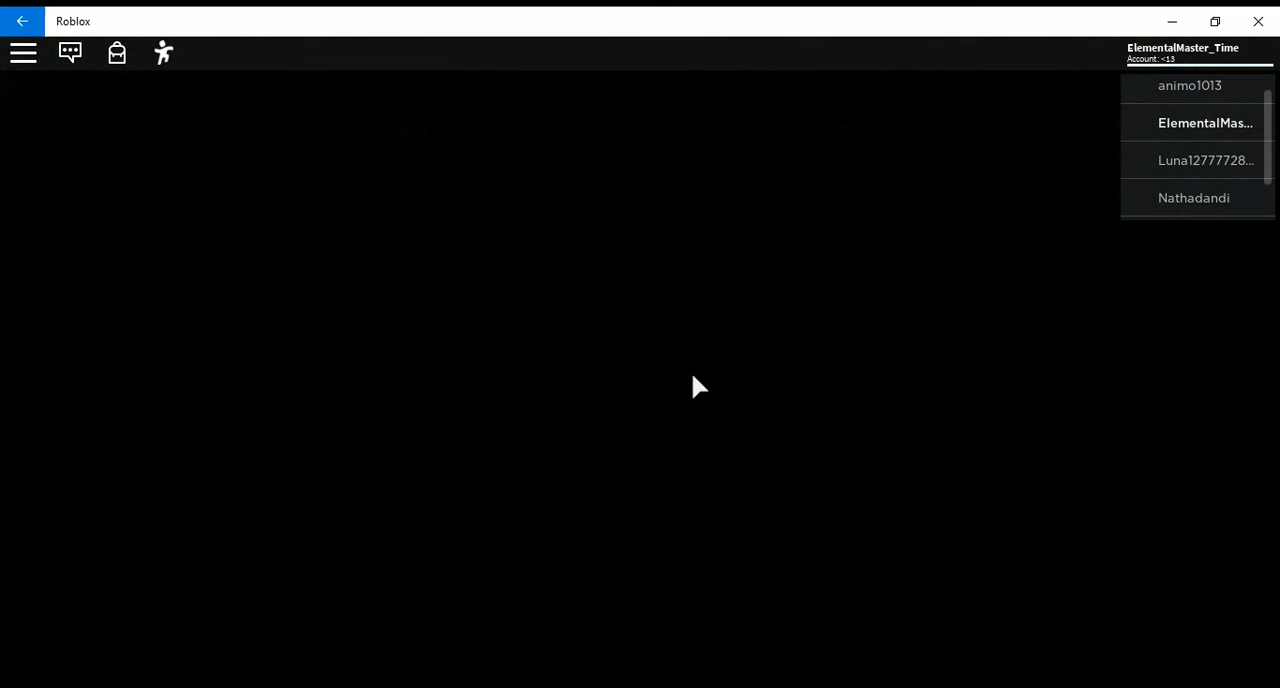 Roblox
ElementalMaster_Time
Account: <13
animo1013
ElementalMas...
Luna12777728...
Nathadandi